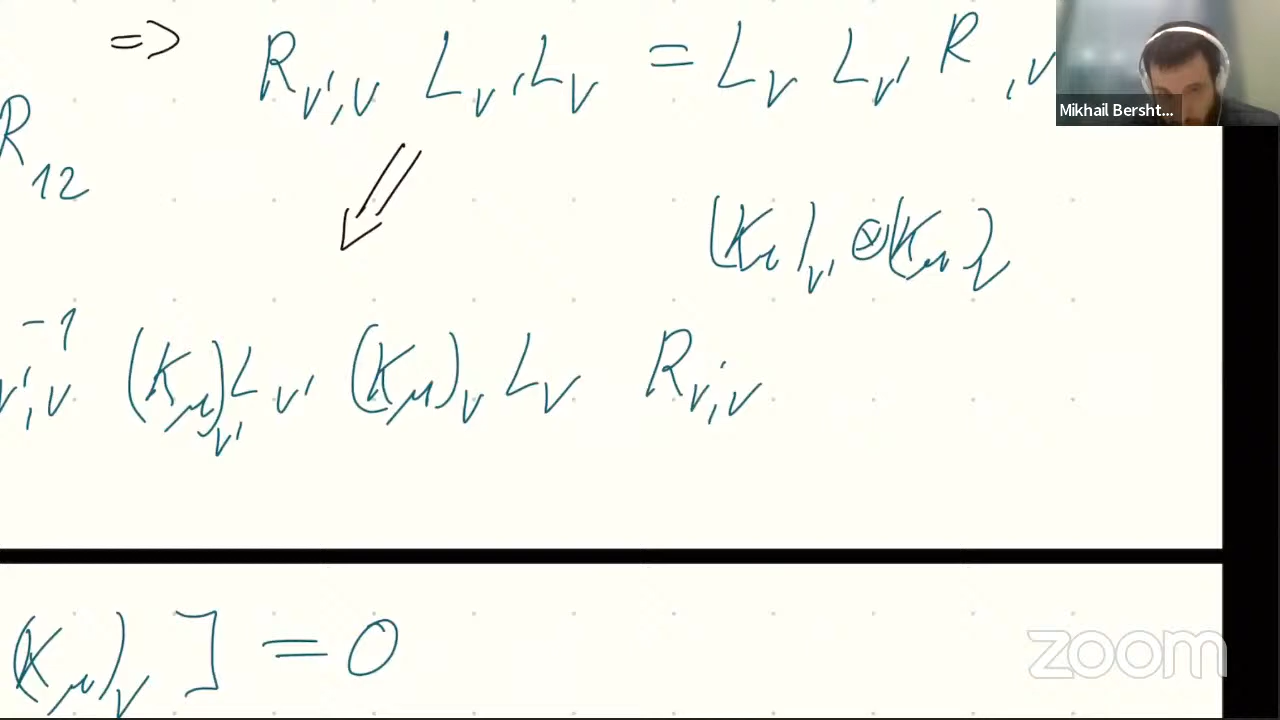 => R_{V',V} L_{V'} L_V = L_V L_{V'} R_{,V}
Mikhail Bersht...
R_{12}
(K_μ)_{V'} ⊗ (K_μ)_V
_{V',V}^{-1} (K_μ)_{V'} L_{V'} (K_μ)_V L_V R_{V',V}
(K_μ)_V ] = 0
zoom